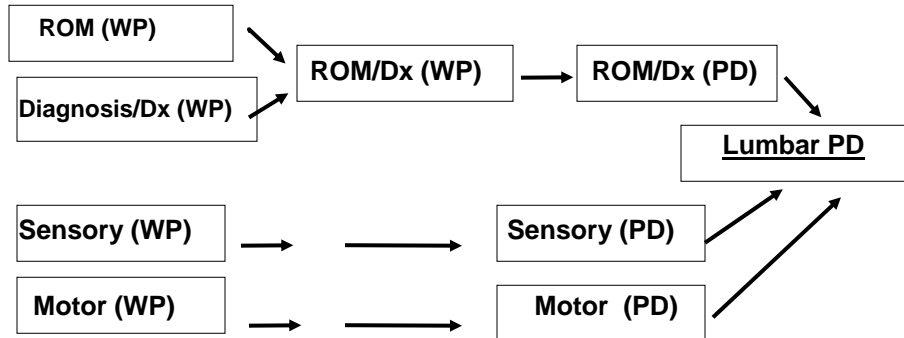 ROM (WP)
Diagnosis/Dx (WP)
ROM/Dx (WP)
ROM/Dx (PD)
Lumbar PD
Sensory (WP)
Sensory (PD)
Motor (WP)
Motor (PD)